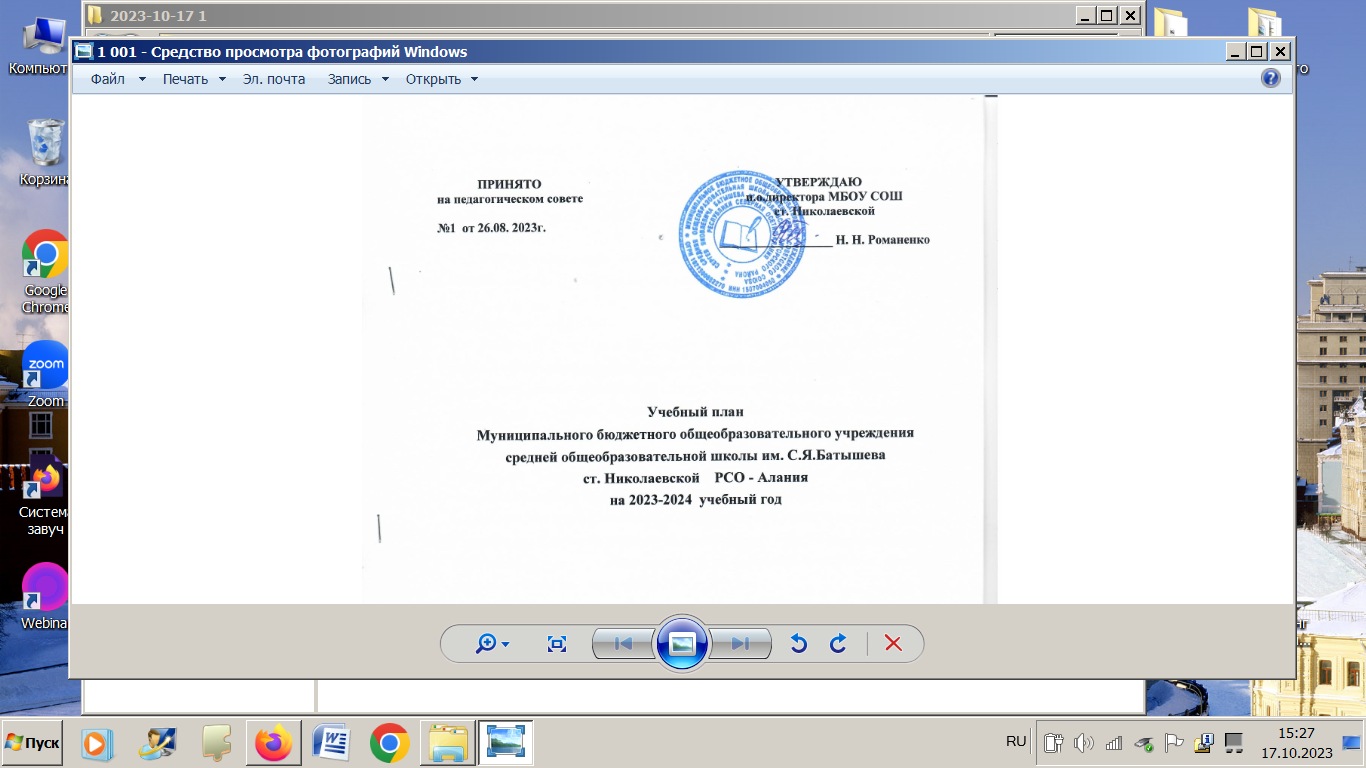 2023-10-17 1
1 001 - Средство просмотра фотографий Windows
Файл Печать Эл. почта Запись Открыть
Корзина
Google
Chrome
zoom
Zoom
Система
завуч
ПРИНЯТО
на педагогическом совете
№1 от 26.08. 2023г.
УТВЕРЖДАЮ
и.о.директора МБОУ СОШ
ст. Николаевской
Н. Н. Романенко
Учебный план
Муниципального бюджетного общеобразовательного учреждения
средней общеобразовательной школы им. С.Я.Батышева
ст. Николаевской РСО - Алания
на 2023-2024 учебный год
Пуск
RU
15:27
17.10.2023